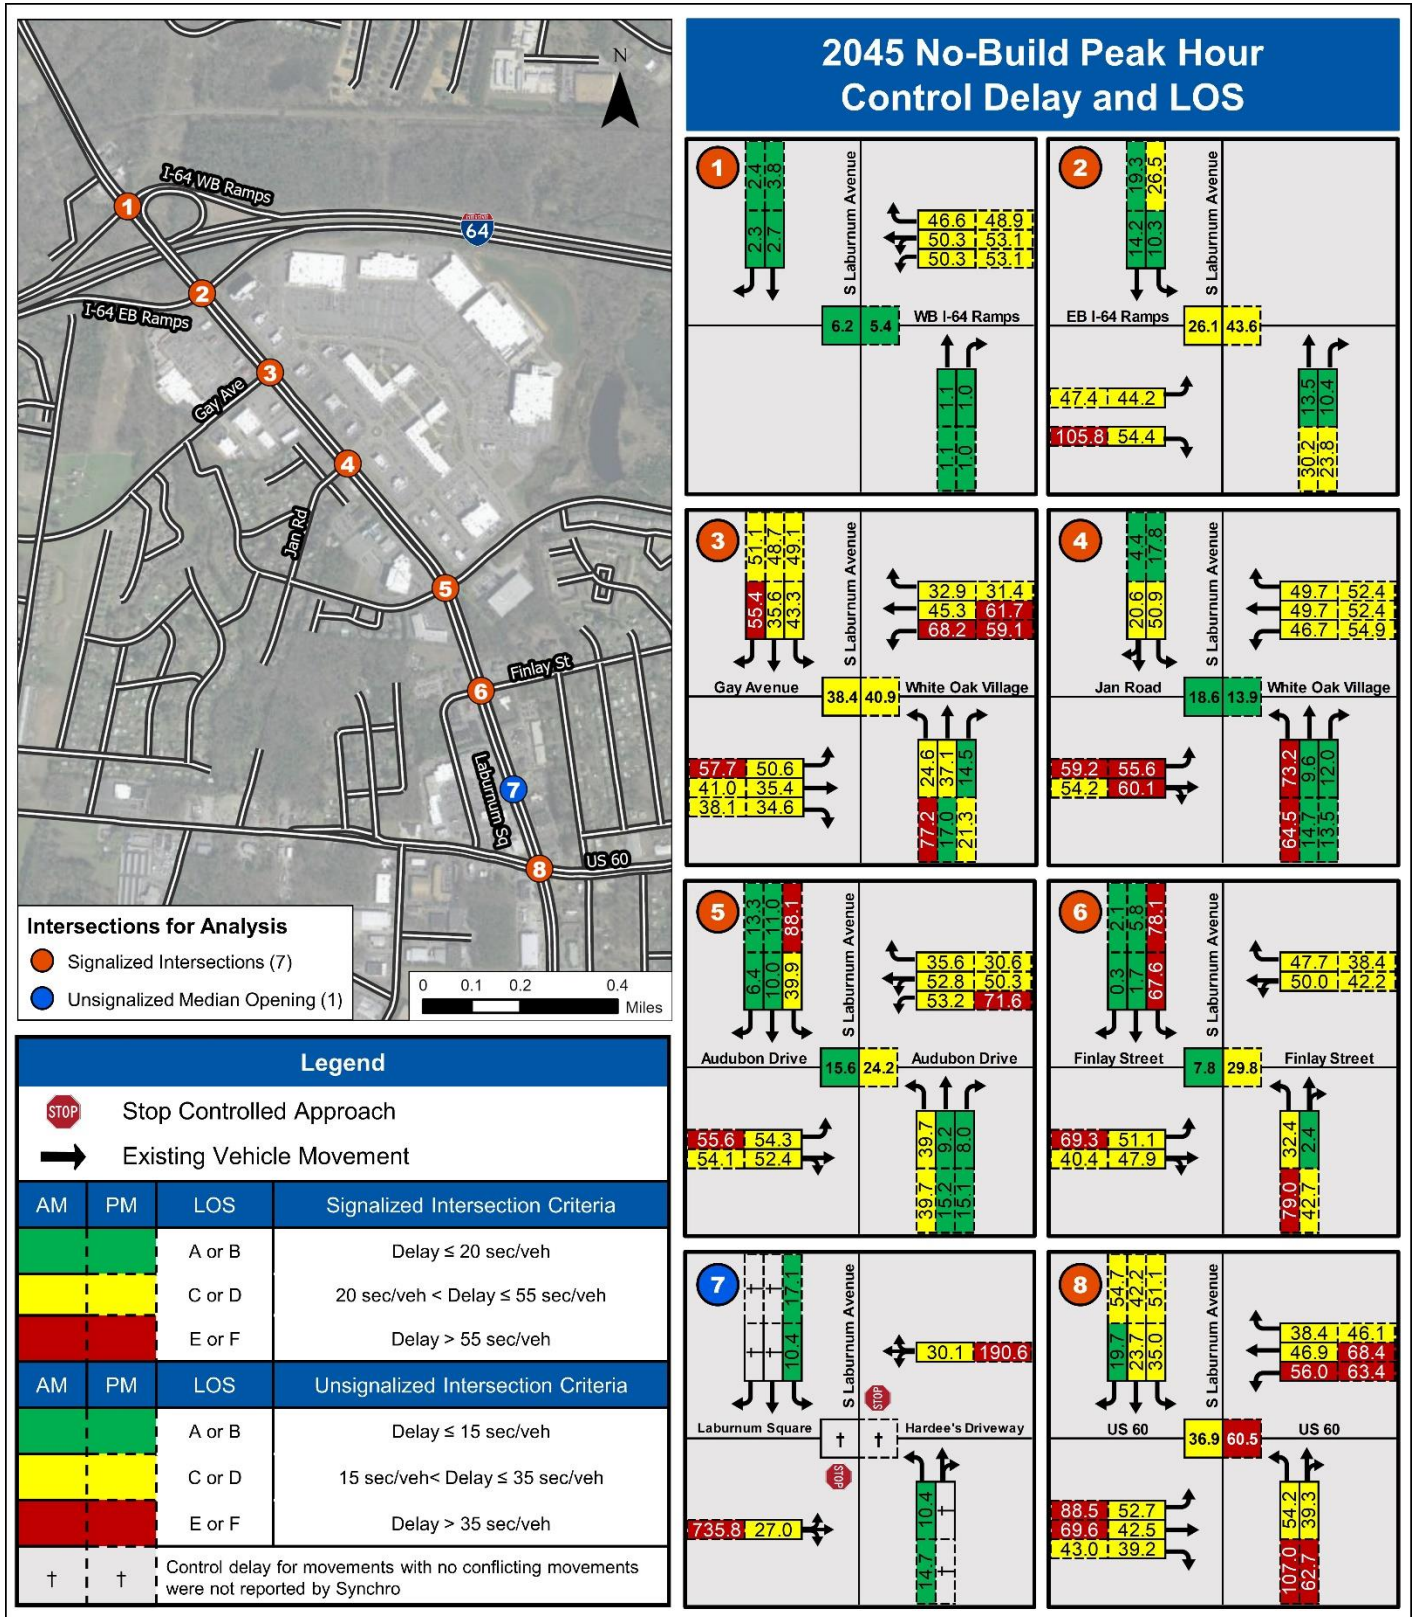 N
I-64 WB Ramps
64
I-64 EB Ramps
Gay Ave
Jan Rd
Finlay St
Laburnum Sq
US 60
1
2
3
4
5
6
7
8
Intersections for Analysis
Signalized Intersections (7)
Unsignalized Median Opening (1)
0 0.1 0.2 0.4
Miles
Legend
STOP Stop Controlled Approach
Existing Vehicle Movement
AM PM LOS Signalized Intersection Criteria
A or B Delay ≤ 20 sec/veh
C or D 20 sec/veh < Delay ≤ 55 sec/veh
E or F Delay > 55 sec/veh
AM PM LOS Unsignalized Intersection Criteria
A or B Delay ≤ 15 sec/veh
C or D 15 sec/veh< Delay ≤ 35 sec/veh
E or F Delay > 35 sec/veh
† † Control delay for movements with no conflicting movements
were not reported by Synchro
2045 No-Build Peak Hour
Control Delay and LOS
1
2.3 2.4
2.7 3.8
S Laburnum Avenue
46.6 48.9
50.3 53.1
50.3 53.1
6.2 5.4
WB I-64 Ramps
1.1 1.1
1.0 1.0
2
14.2 19.3
10.3 26.5
S Laburnum Avenue
EB I-64 Ramps
26.1 43.6
47.4 44.2
105.8 54.4
30.2 13.5
23.8 10.4
3
55.4 51.1
35.6 48.7
43.3 49.1
S Laburnum Avenue
32.9 31.4
45.3 61.7
68.2 59.1
Gay Avenue
38.4 40.9
White Oak Village
57.7 50.6
41.0 35.4
38.1 34.6
77.2 24.6
17.0 37.1
21.3 14.5
4
20.6 4.4
50.9 17.8
S Laburnum Avenue
49.7 52.4
49.7 52.4
46.7 54.9
Jan Road
18.6 13.9
White Oak Village
59.2 55.6
54.2 60.1
64.5 73.2
14.7 9.6
13.5 12.0
5
6.4 13.3
10.0 11.0
39.9 88.1
S Laburnum Avenue
35.6 30.6
52.8 50.3
53.2 71.6
Audubon Drive
15.6 24.2
Audubon Drive
55.6 54.3
54.1 52.4
39.7 39.7
15.2 9.2
15.1 8.0
6
0.3 2.1
1.7 5.8
67.6 78.1
S Laburnum Avenue
47.7 38.4
50.0 42.2
Finlay Street
7.8 29.8
Finlay Street
69.3 51.1
40.4 47.9
79.0 32.4
42.7 2.4
7
† †
† †
10.4 17.1
S Laburnum Avenue
30.1 190.6
STOP
Laburnum Square
† †
Hardee's Driveway
STOP
735.8 27.0
14.7 10.4
† †
8
19.7 54.7
23.7 42.2
35.0 51.1
S Laburnum Avenue
38.4 46.1
46.9 68.4
56.0 63.4
US 60
36.9 60.5
US 60
88.5 52.7
69.6 42.5
43.0 39.2
107.0 54.2
62.7 39.3